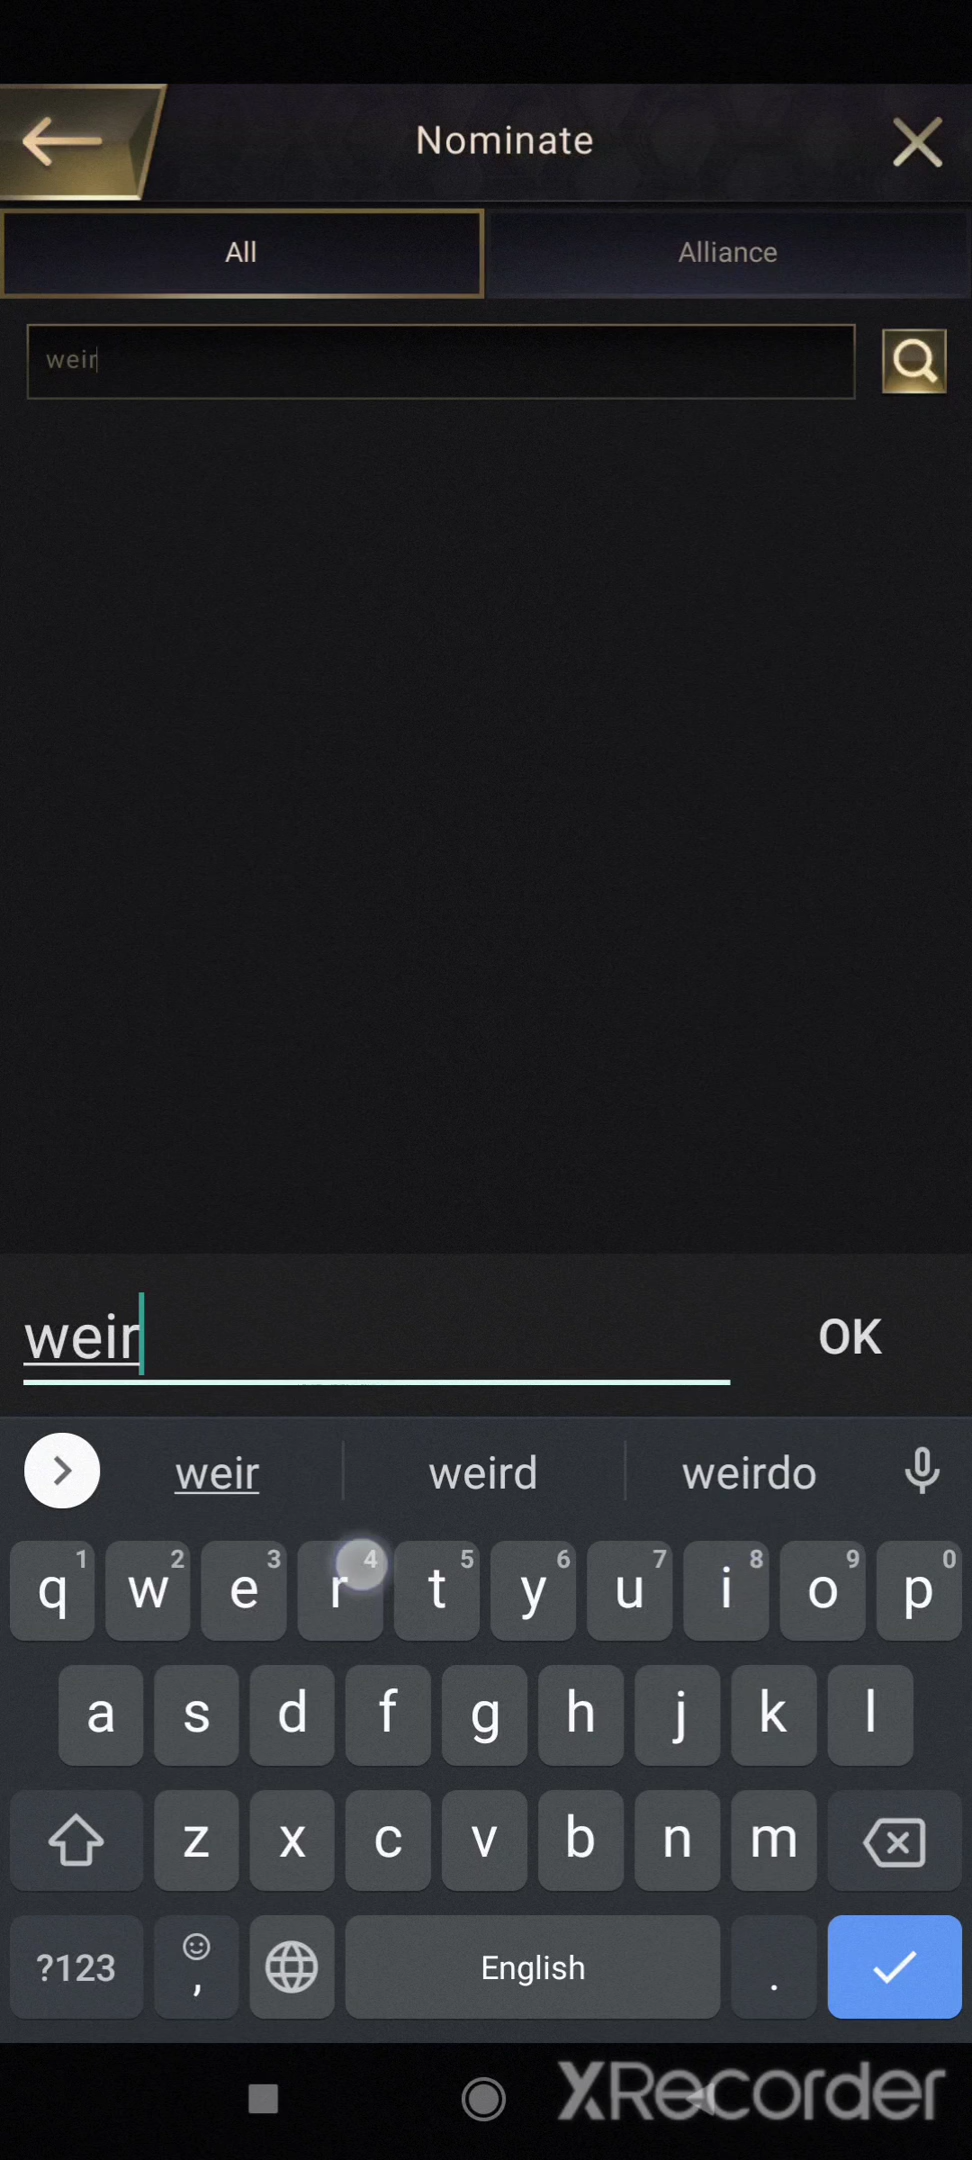 Nominate
All
Alliance
weir
weir
OK
weir
weird
weirdo
1 2 3 4 5 6 7 8 9 0
q w e r t y u i o p
a s d f g h j k l
z x c v b n m
?123
,
English
.
XRecorder